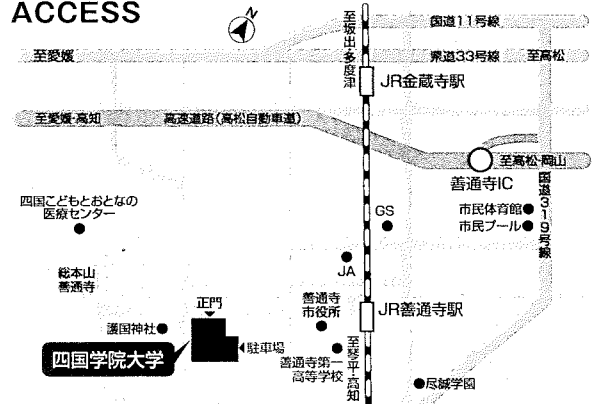 ACCESS
N
至坂出・多度津
国道11号線
至愛媛
県道33号線
至高松
JR金蔵寺駅
至愛媛・高知
高速道路(高松自動車道)
至高松・岡山
善通寺IC
国道319号線
四国こどもとおとなの
医療センター
GS
市民体育館
市民プール
総本山
善通寺
JA
正門
善通寺
市役所
JR善通寺駅
護国神社
駐車場
四国学院大学
善通寺第一
高等学校
至琴平・高知
尽誠学園